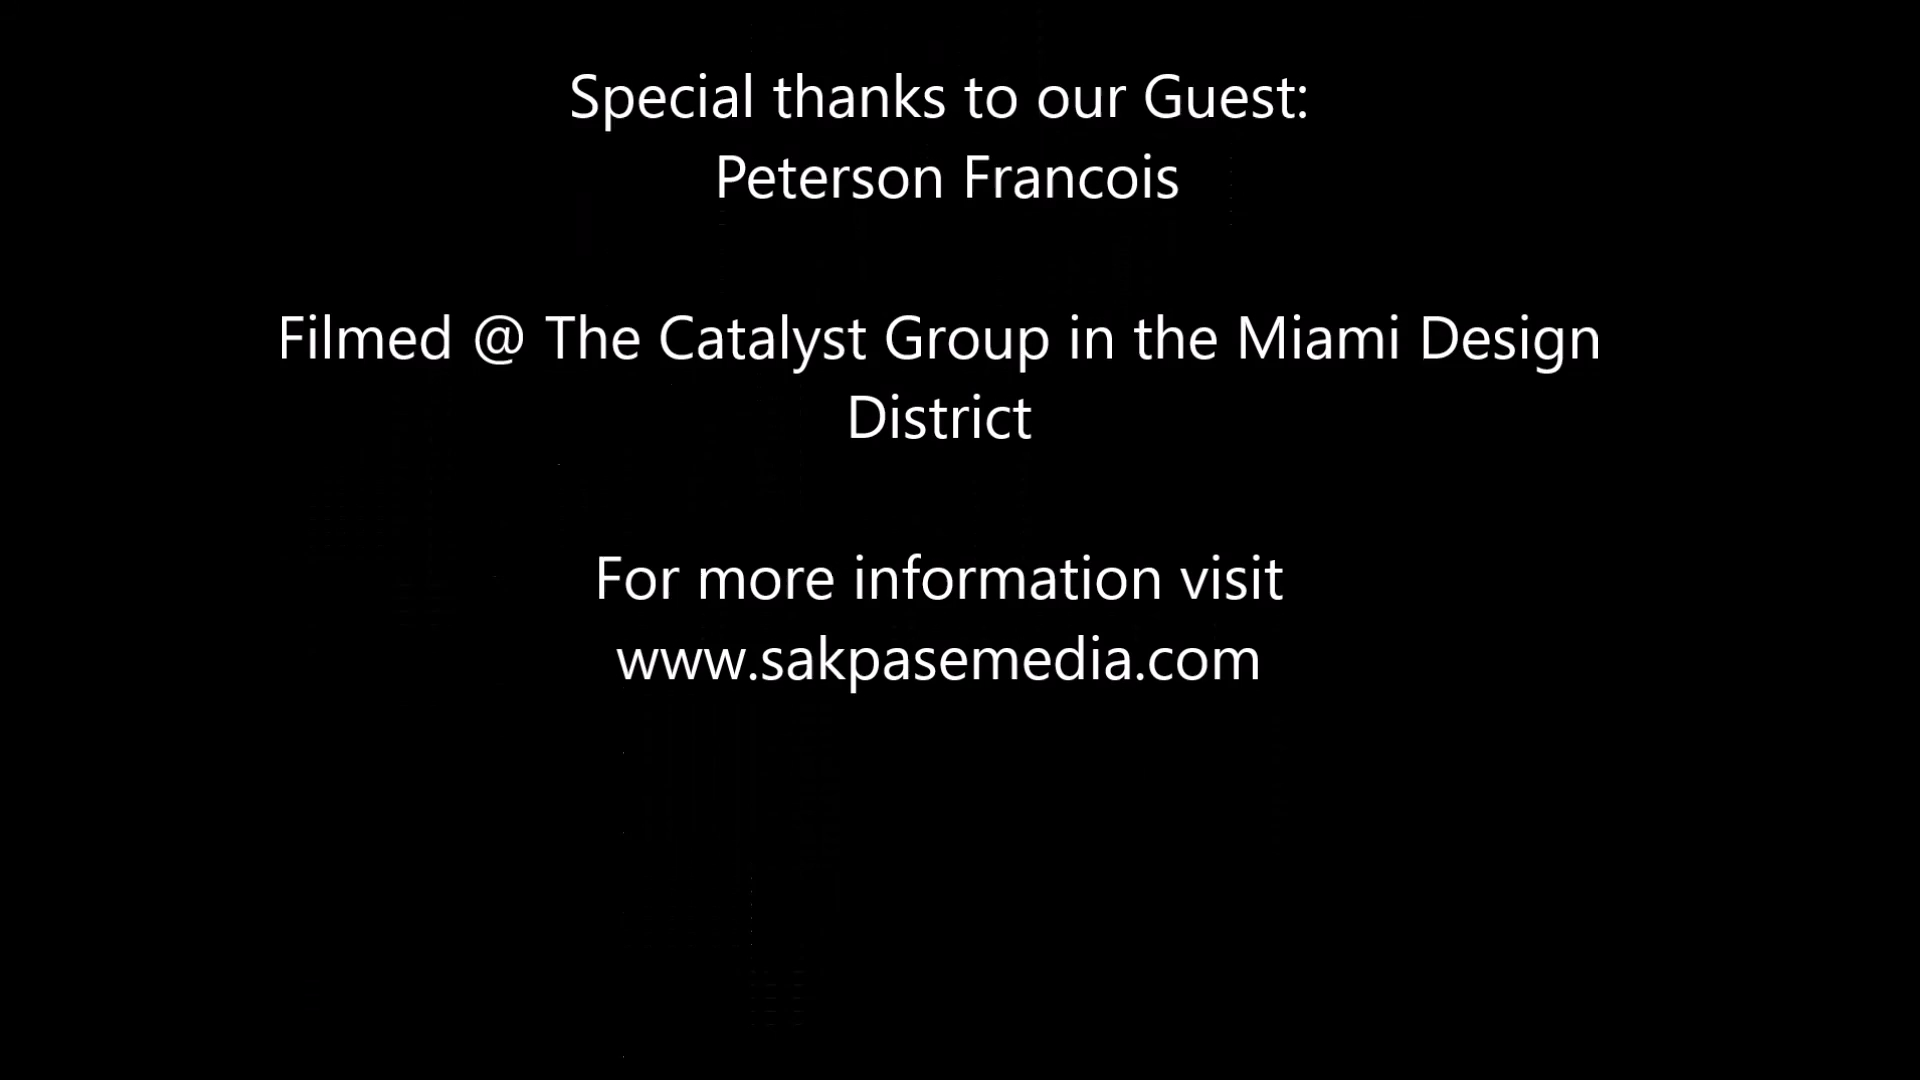 Special thanks to our Guest:
Peterson Francois
Filmed @ The Catalyst Group in the Miami Design
District
For more information visit
www.sakpasemedia.com